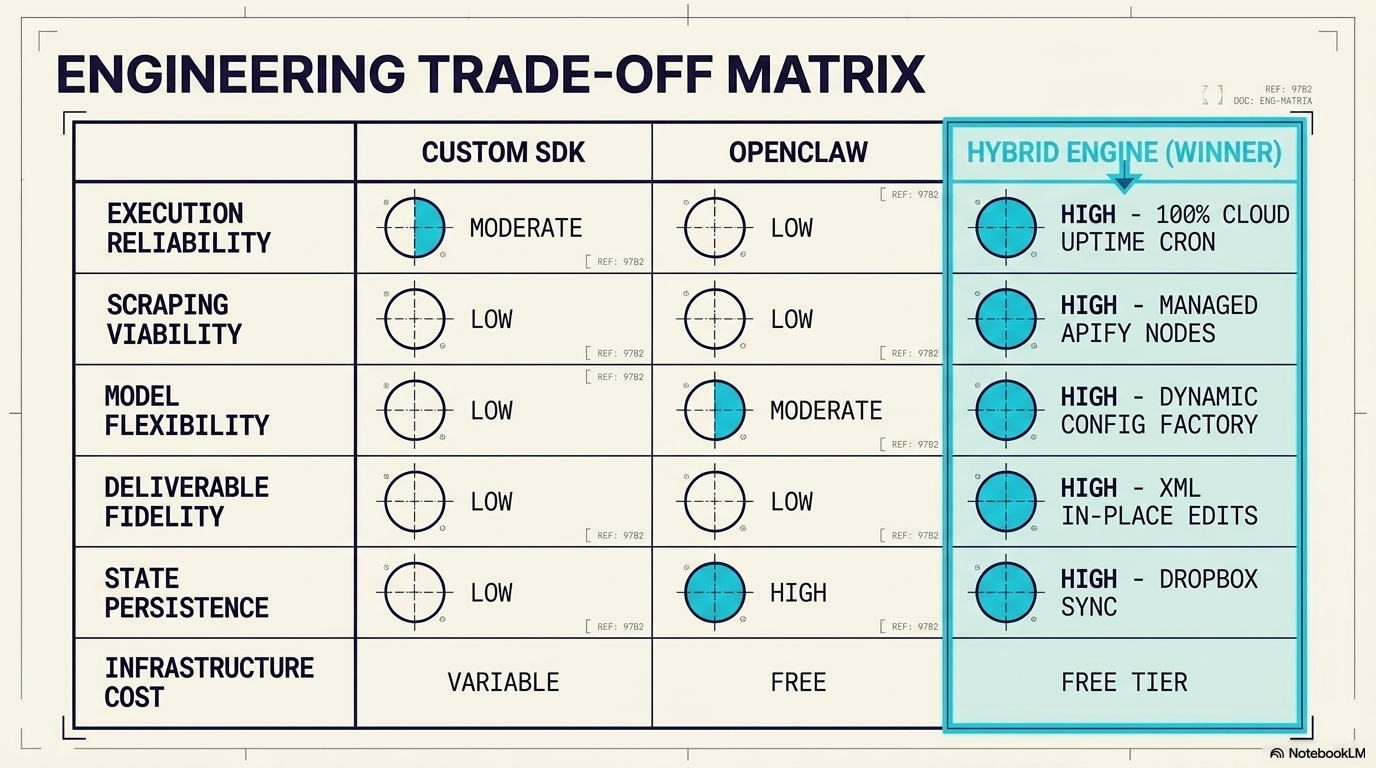 ENGINEERING TRADE-OFF MATRIX
REF: 97B2
DOC: ENG-MATRIX
CUSTOM SDK
OPENCLAW
HYBRID ENGINE (WINNER)
EXECUTION
RELIABILITY
MODERATE
REF: 97B2
LOW
REF: 97B2
HIGH - 100% CLOUD
UPTIME CRON
SCRAPING
VIABILITY
LOW
REF: 97B2
LOW
REF: 97B2
HIGH - MANAGED
APIFY NODES
MODEL
FLEXIBILITY
LOW
REF: 97B2
MODERATE
REF: 97B2
HIGH - DYNAMIC
CONFIG FACTORY
DELIVERABLE
FIDELITY
LOW
REF: 97B2
LOW
REF: 97B2
HIGH - XML
IN-PLACE EDITS
STATE
PERSISTENCE
LOW
REF: 97B2
HIGH
REF: 97B2
HIGH - DROPBOX
SYNC
INFRASTRUCTURE
COST
VARIABLE
FREE
FREE TIER
NotebookLM